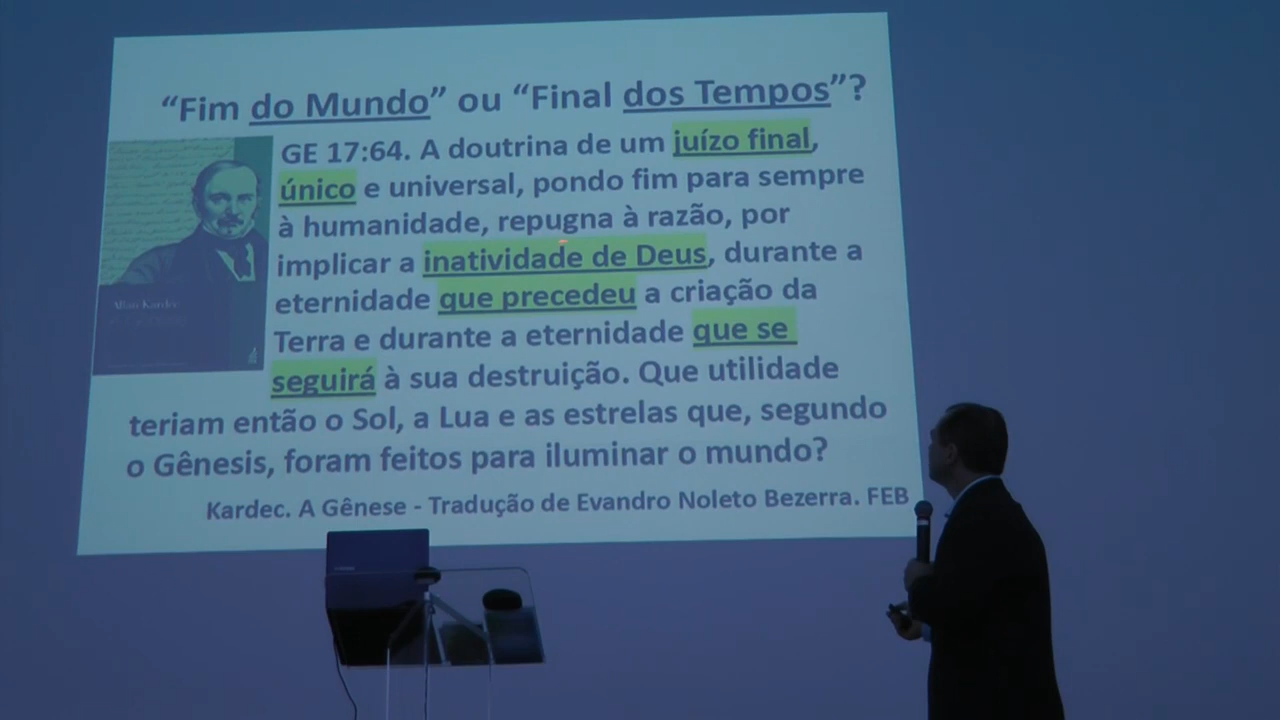 “Fim do Mundo” ou “Final dos Tempos”?
GE 17:64. A doutrina de um juízo final,
único e universal, pondo fim para sempre
à humanidade, repugna à razão, por
implicar a inatividade de Deus, durante a
eternidade que precedeu a criação da
Terra e durante a eternidade que se
seguirá à sua destruição. Que utilidade
teriam então o Sol, a Lua e as estrelas que, segundo
o Gênesis, foram feitos para iluminar o mundo?
Allan Kardec
Kardec. A Gênese - Tradução de Evandro Noleto Bezerra. FEB